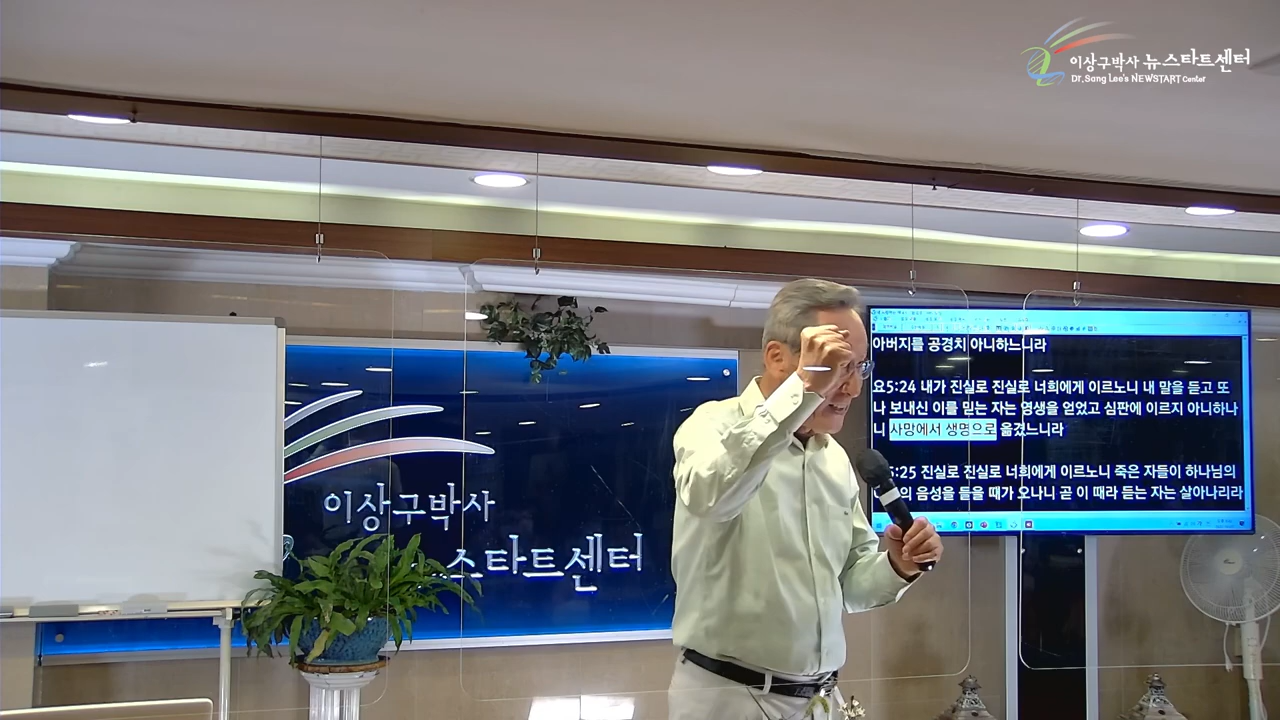 이상구박사 뉴스타트센터
Dr. Sang Lee's NEWSTART Center
아버지를 공경치 아니하느니라
요5:24 내가 진실로 진실로 너희에게 이르노니 내 말을 듣고 또
나 보내신 이를 믿는 자는 영생을 얻었고 심판에 이르지 아니하나
니 사망에서 생명으로 옮겼느니라
5:25 진실로 진실로 너희에게 이르노니 죽은 자들이 하나님의
음성을 들을 때가 오나니 곧 이 때라 듣는 자는 살아나리라
이상구박사
스타트센터